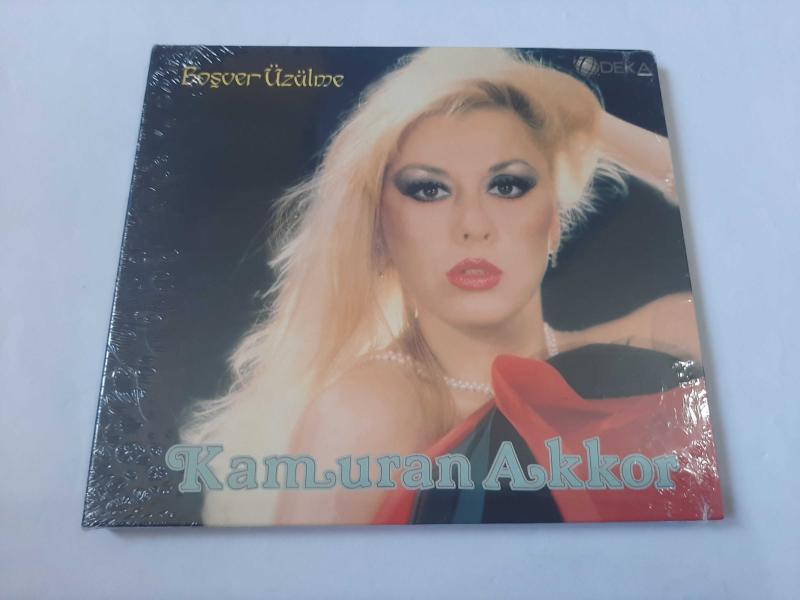 Boşver Üzülme
DEKA
Kamuran Akkor